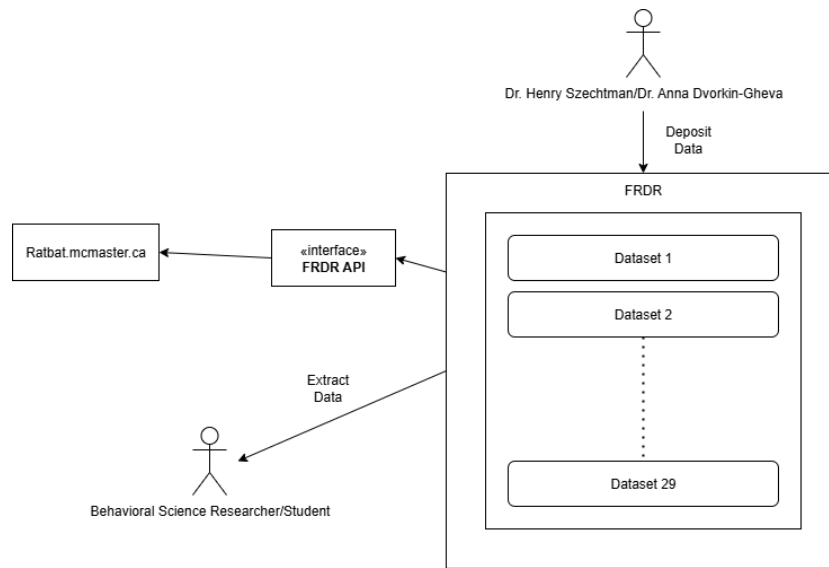 Dr. Henry Szechtman/Dr. Anna Dvorkin-Gheva
Deposit
Data
FRDR
Dataset 1
Dataset 2
Dataset 29
«interface»
FRDR API
Ratbat.mcmaster.ca
Extract
Data
Behavioral Science Researcher/Student